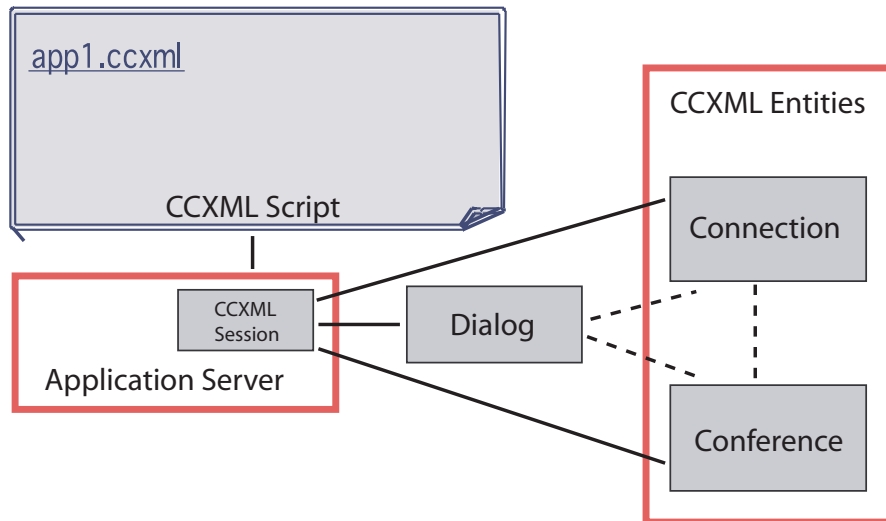 app1.ccxml
CCXML Script
CCXML
Session
Application Server
Dialog
CCXML Entities
Connection
Conference